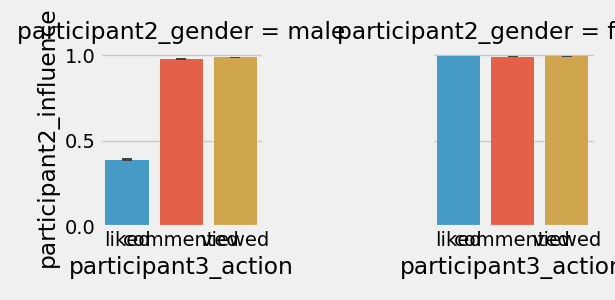 participant2_gender = male
participant2_gender = f
participant2_influence
1.0
0.5
0.0
liked commented viewed
liked commented viewed
participant3_action
participant3_action